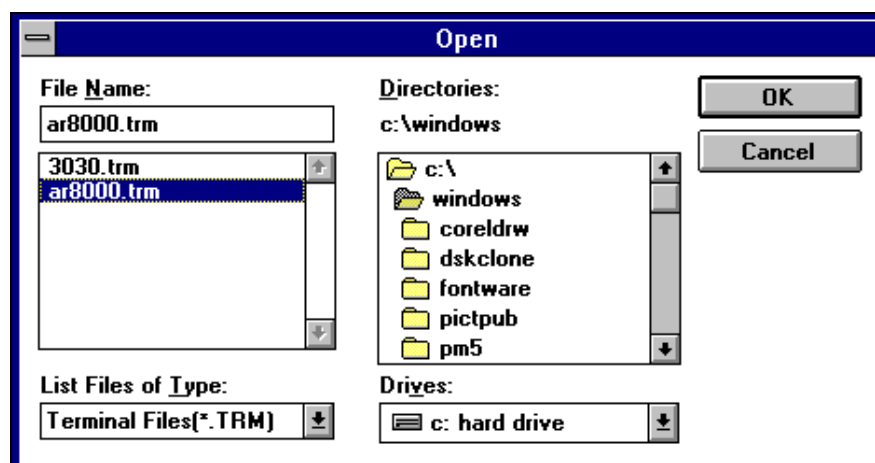 Open
File Name:
ar8000.trm
3030.trm
ar8000.trm
List Files of Type:
Terminal Files(*.TRM)
Directories:
c:\windows
c:\
windows
coreldrw
dskclone
fontware
pictpub
pm5
Drives:
c: hard drive
OK
Cancel